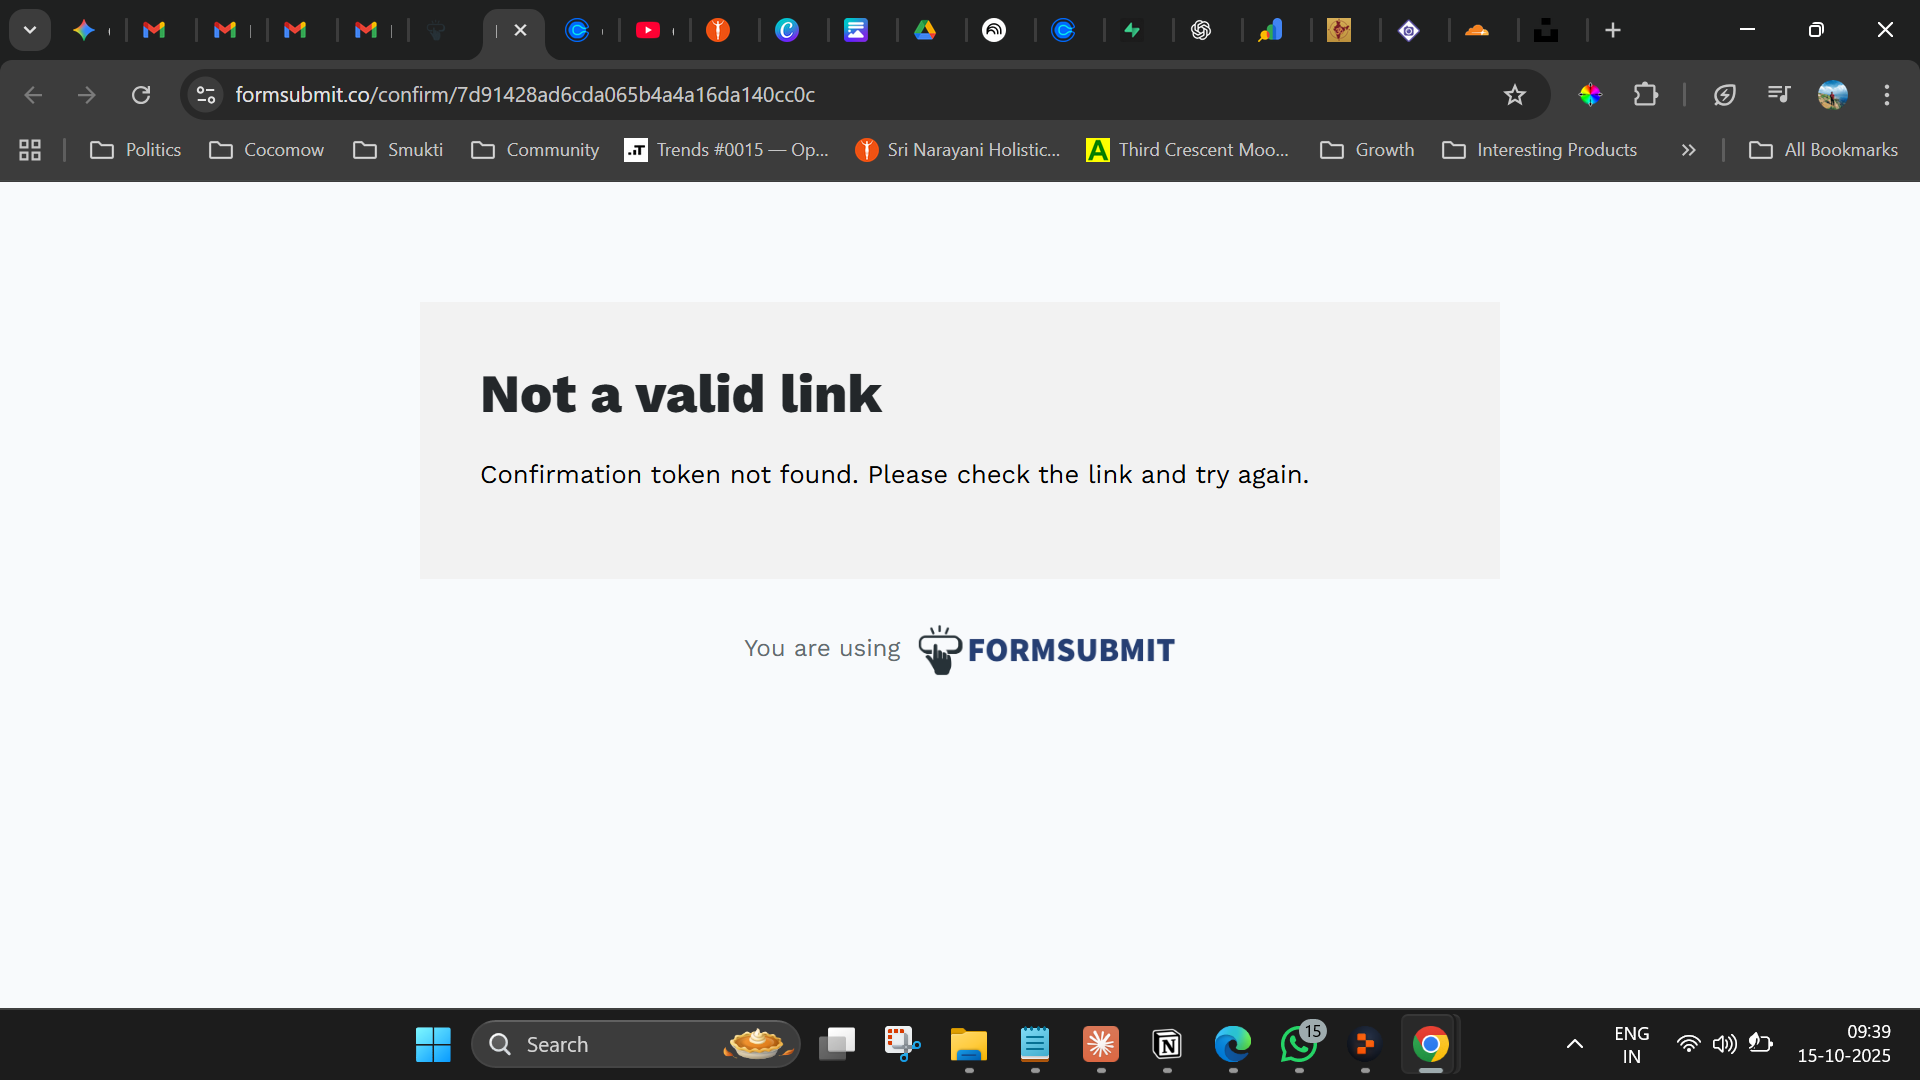 formsubmit.co/confirm/7d91428ad6cda065b4a4a16da140cc0c
Politics
Cocomow
Smukti
Community
Trends #0015 — Op...
Sri Narayani Holistic...
Third Crescent Moo...
Growth
Interesting Products
All Bookmarks
Not a valid link
Confirmation token not found. Please check the link and try again.
You are using FORMSUBMIT
Search
15
ENG
IN
09:39
15-10-2025